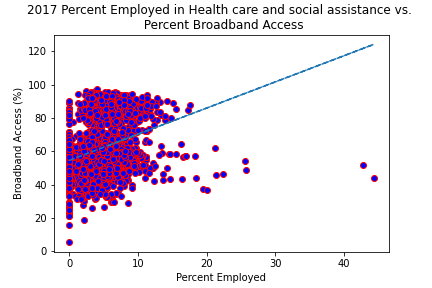 2017 Percent Employed in Health care and social assistance vs.
Percent Broadband Access
120
100
80
60
40
20
0
Broadband Access (%)
0 10 20 30 40
Percent Employed